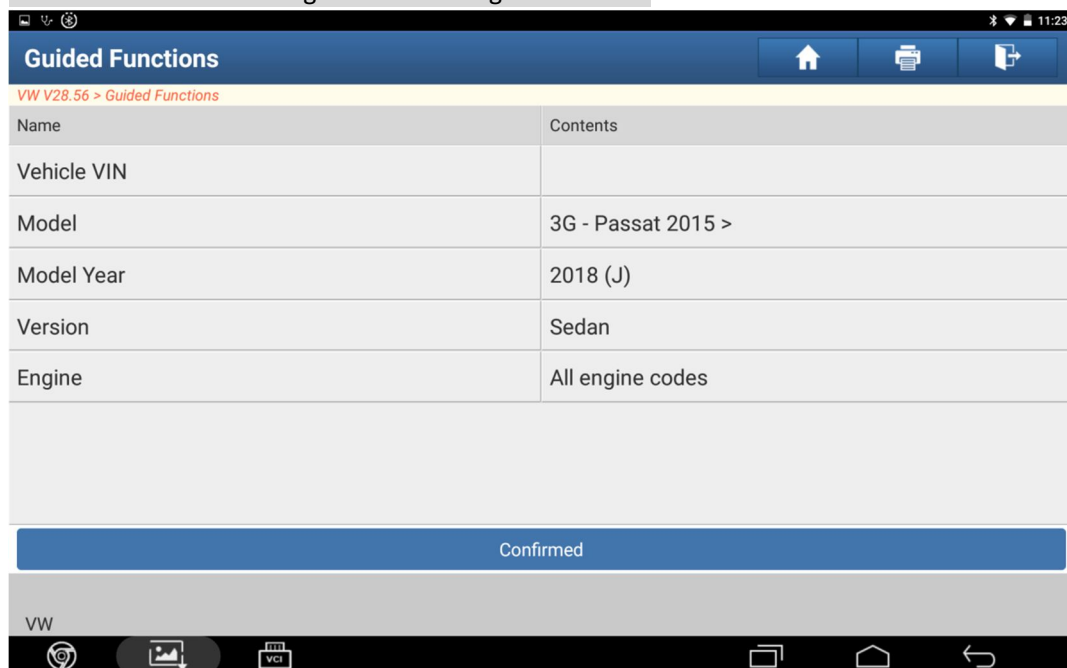 11:23
Guided Functions
VW V28.56 > Guided Functions
Name Contents
Vehicle VIN
Model 3G - Passat 2015 >
Model Year 2018 (J)
Version Sedan
Engine All engine codes
Confirmed
VW
VCI